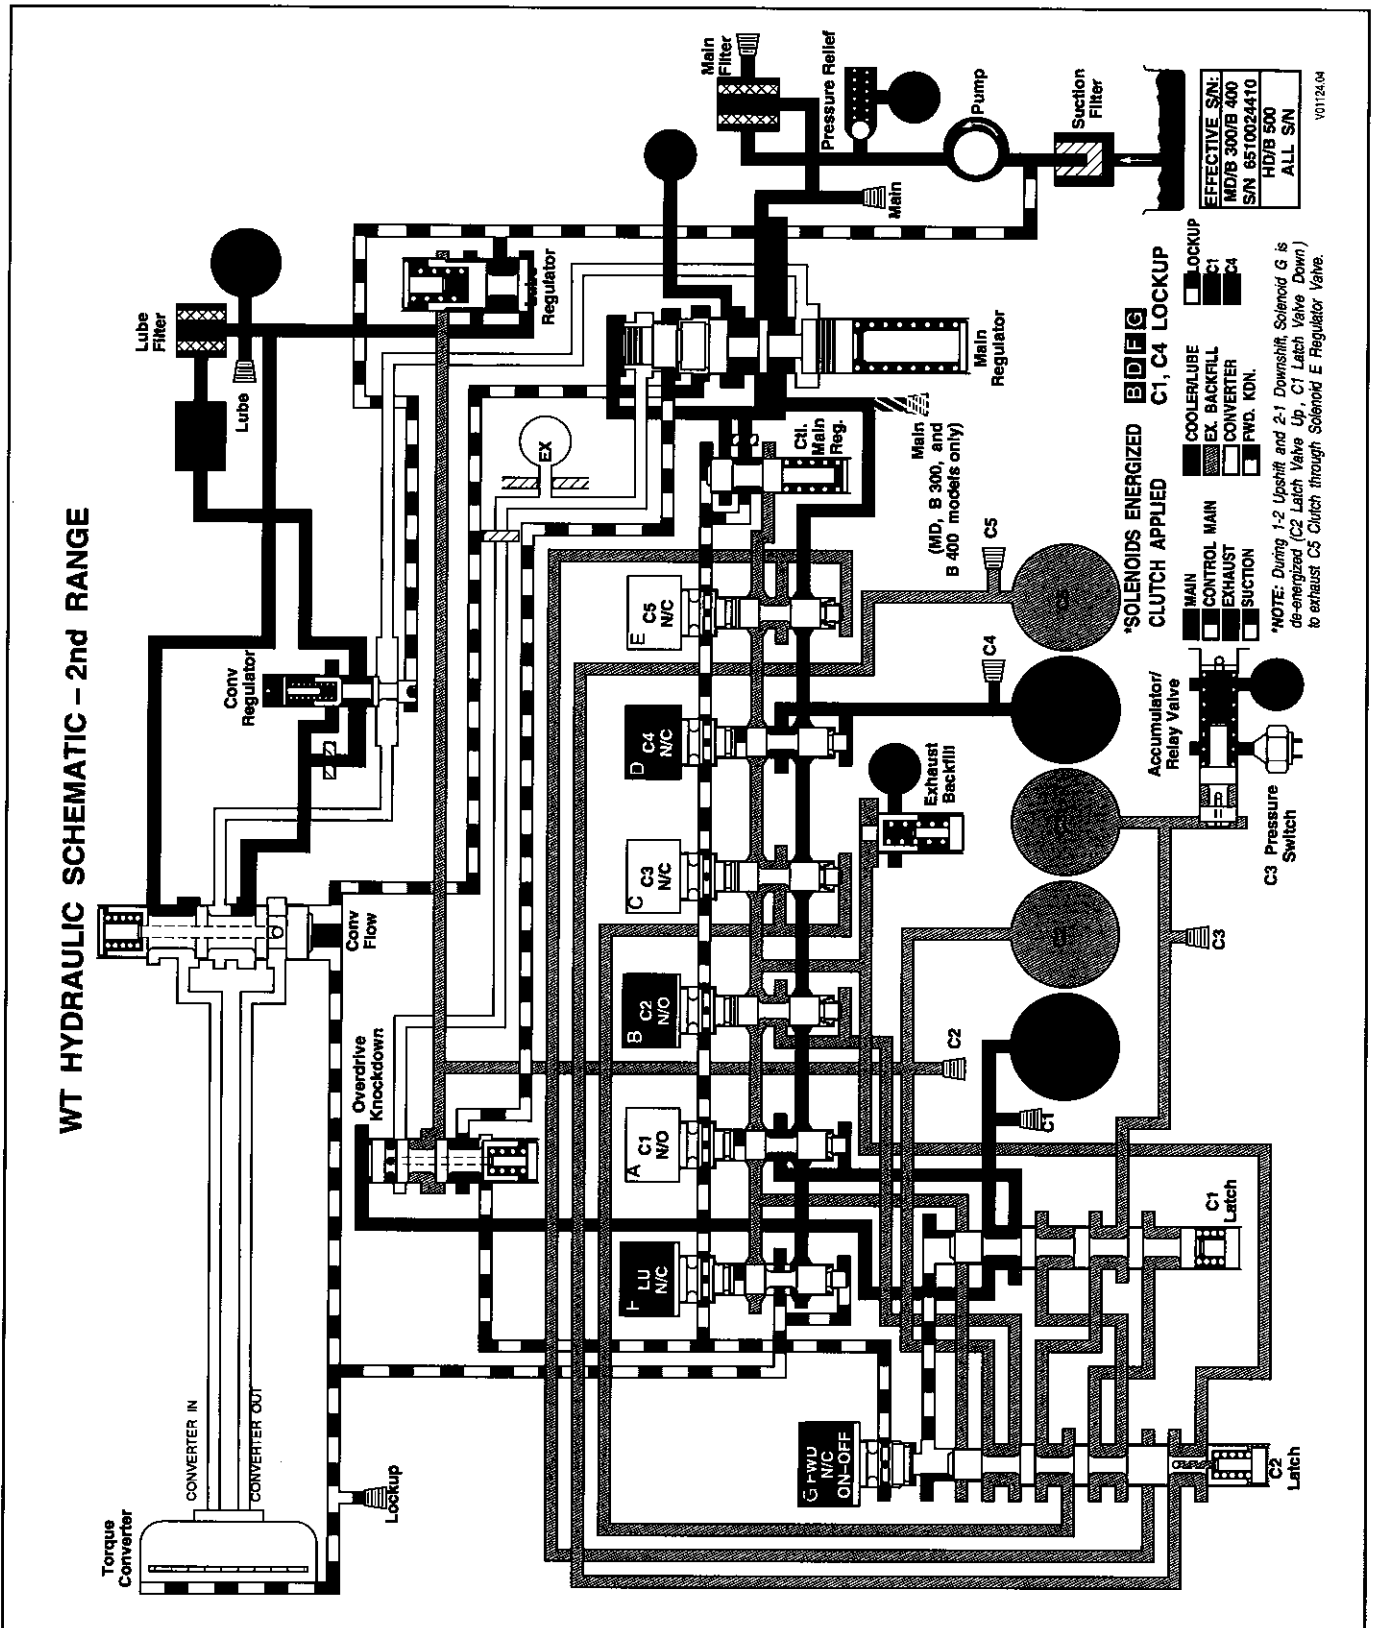 WT HYDRAULIC SCHEMATIC – 2nd RANGE
Torque
Converter
CONVERTER IN
CONVERTER OUT
Lockup
Conv
Flow
Conv
Regulator
Lube
Filter
Lube
Lube
Regulator
Main
Filter
Pressure Relief
Pump
Suction
Filter
Main
Main
Regulator
EX
Ctl.
Main
Reg.
Main
(MD, B 300, and
B 400 models only)
Overdrive
Knockdown
F LU
N/C
A C1
N/O
B C2
N/O
C C3
N/C
D C4
N/C
E C5
N/C
G FWD
N/C
ON–OFF
C2
Latch
C1
Latch
C1
C2
C3
C4
C5
C5
Exhaust
Backfill
Accumulator/
Relay Valve
C3 Pressure
Switch
*SOLENOIDS ENERGIZED B D F G
CLUTCH APPLIED C1, C4 LOCKUP
MAIN
CONTROL MAIN
EXHAUST
SUCTION
COOLER/LUBE
EX. BACKFILL
CONVERTER
FWD. KDN.
LOCKUP
C1
C4
*NOTE: During 1-2 Upshift and 2-1 Downshift, Solenoid G is
de-energized (C2 Latch Valve Up, C1 Latch Valve Down)
to exhaust C5 Clutch through Solenoid E Regulator Valve.
EFFECTIVE S/N:
MD/B 300/B 400
S/N 6510024410
HD/B 500
ALL S/N
V01124.04